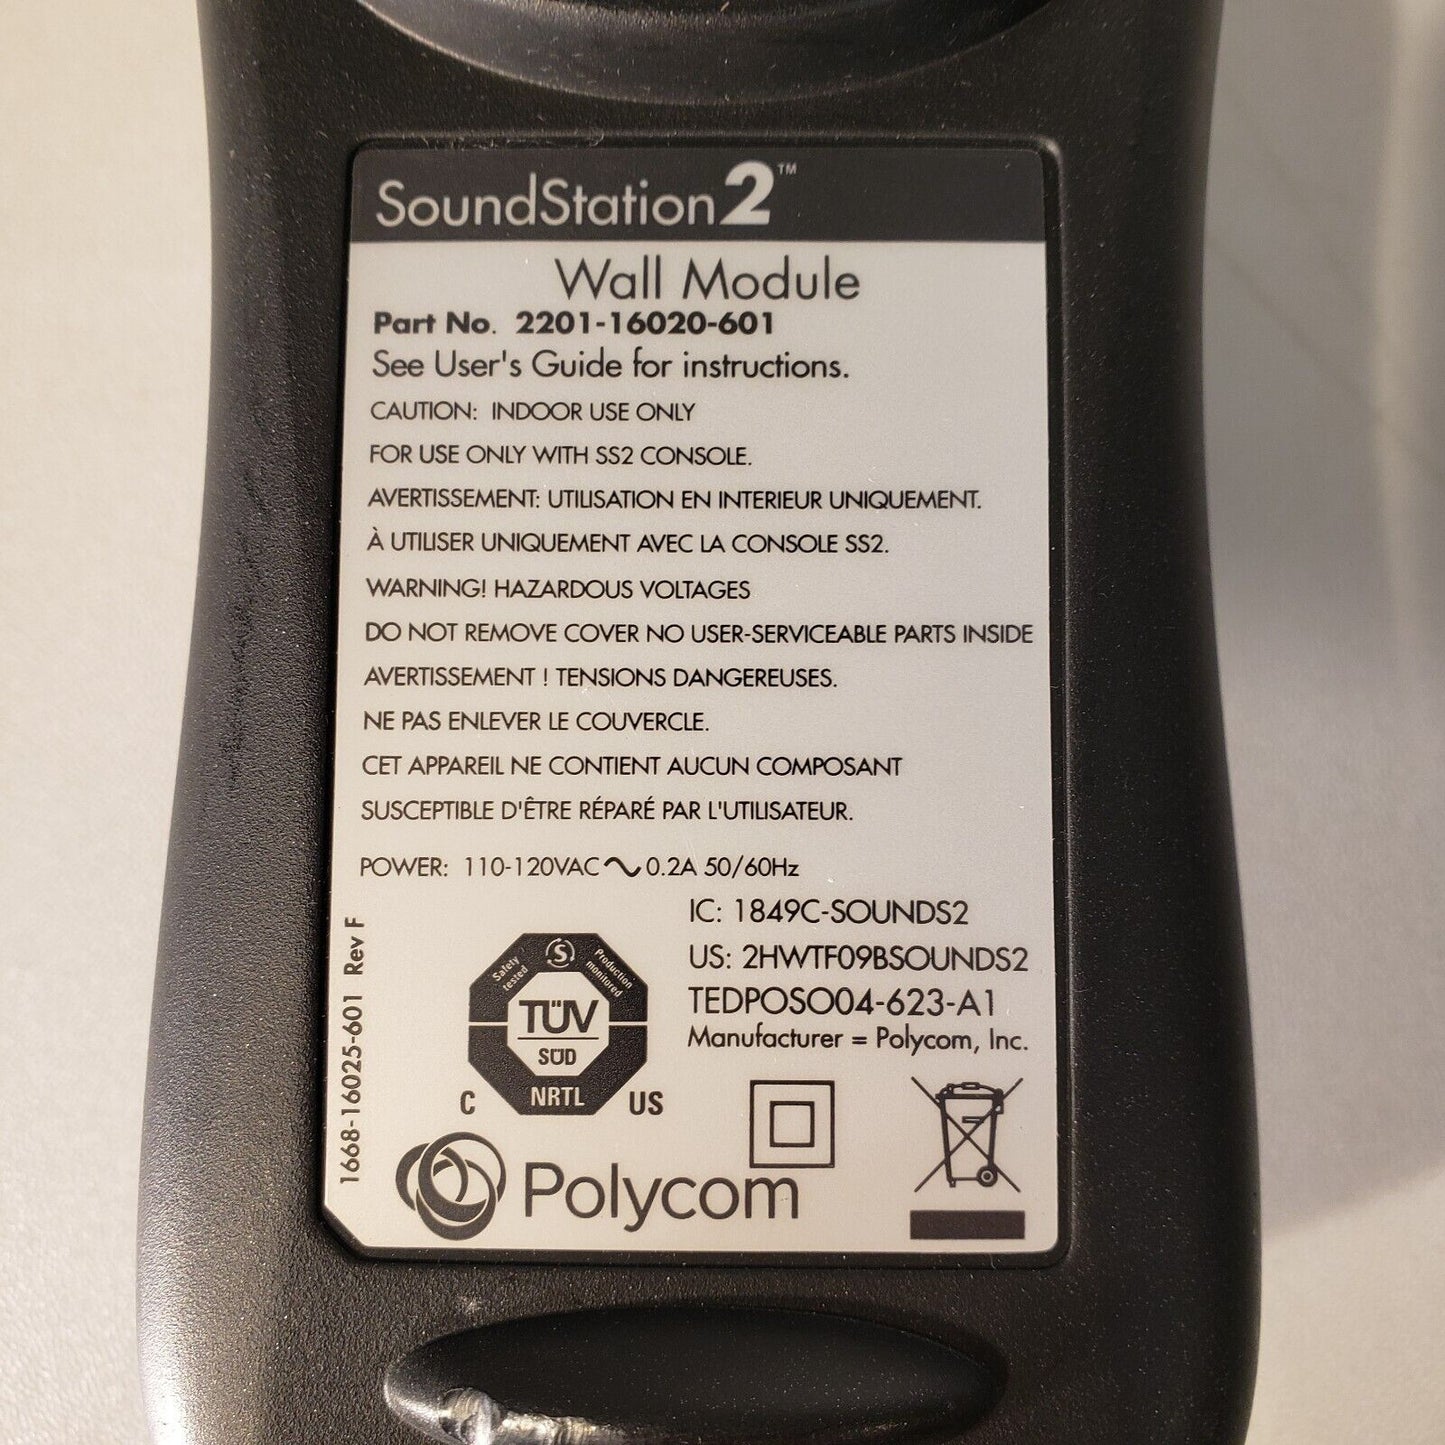 SoundStation2™
Wall Module
Part No. 2201-16020-601
See User's Guide for instructions.
CAUTION: INDOOR USE ONLY
FOR USE ONLY WITH SS2 CONSOLE.
AVERTISSEMENT: UTILISATION EN INTERIEUR UNIQUEMENT.
À UTILISER UNIQUEMENT AVEC LA CONSOLE SS2.
WARNING! HAZARDOUS VOLTAGES
DO NOT REMOVE COVER NO USER-SERVICEABLE PARTS INSIDE
AVERTISSEMENT ! TENSIONS DANGEREUSES.
NE PAS ENLEVER LE COUVERCLE.
CET APPAREIL NE CONTIENT AUCUN COMPOSANT
SUSCEPTIBLE D'ÊTRE RÉPARÉ PAR L'UTILISATEUR.
POWER: 110-120VAC ~ 0.2A 50/60Hz
IC: 1849C-SOUNDS2
US: 2HWTF09BSOUNDS2
TEDPOSO04-623-A1
Manufacturer = Polycom, Inc.
1668-16025-601 Rev F
Safety
tested
S
Production
monitored
TÜV
SÜD
NRTL
C US
Polycom